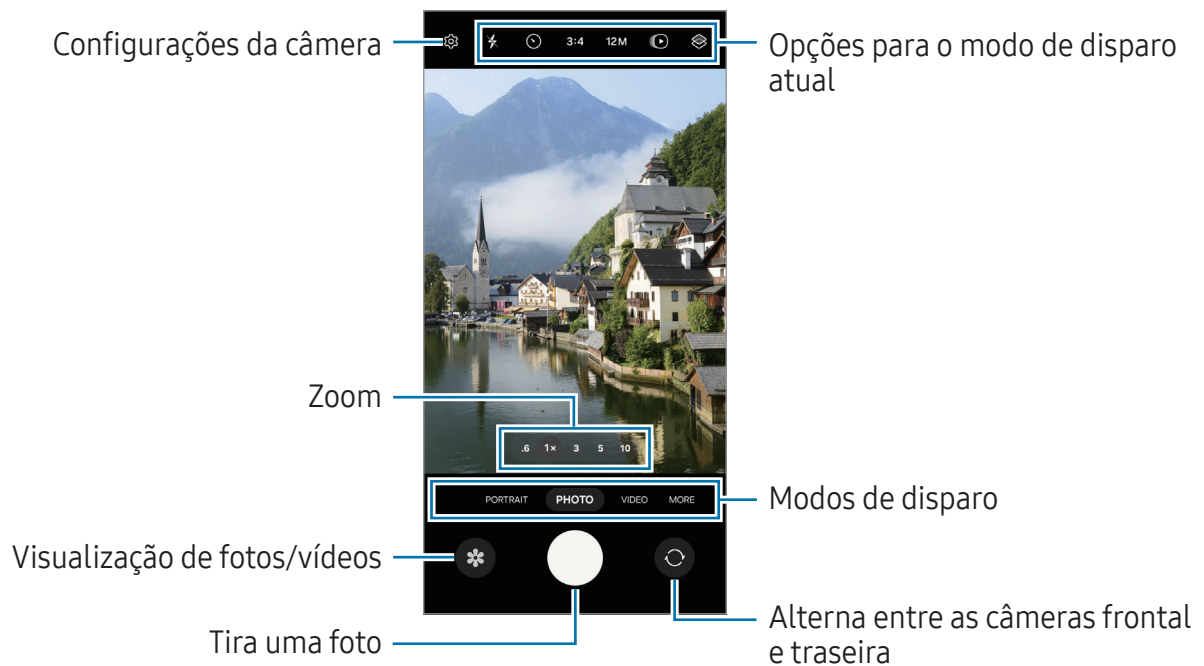 Configurações da câmera
3:4
12M
Opções para o modo de disparo
atual
Zoom
.6 1× 3 5 10
PORTRAIT PHOTO VIDEO MORE
Modos de disparo
Visualização de fotos/vídeos
Tira uma foto
Alterna entre as câmeras frontal
e traseira